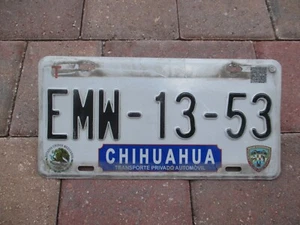 EMW-13-53
CHIHUAHUA
TRANSPORTE PRIVADO AUTOMOVIL